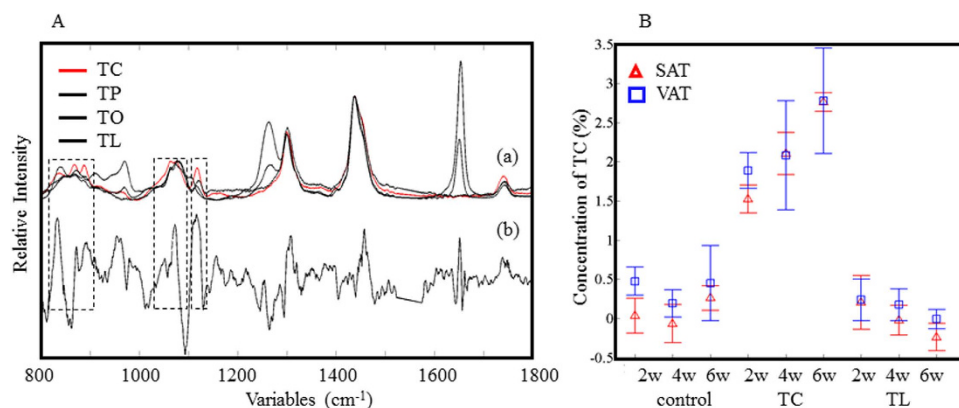 A
TC
TP
TO
TL
(a)
(b)
Relative Intensity
800 1000 1200 1400 1600 1800
Variables (cm⁻¹)
B
SAT
VAT
Concentration of TC (%)
3.5
3
2.5
2
1.5
1
0.5
0
-0.5
2w 4w 6w 2w 4w 6w 2w 4w 6w
control TC TL